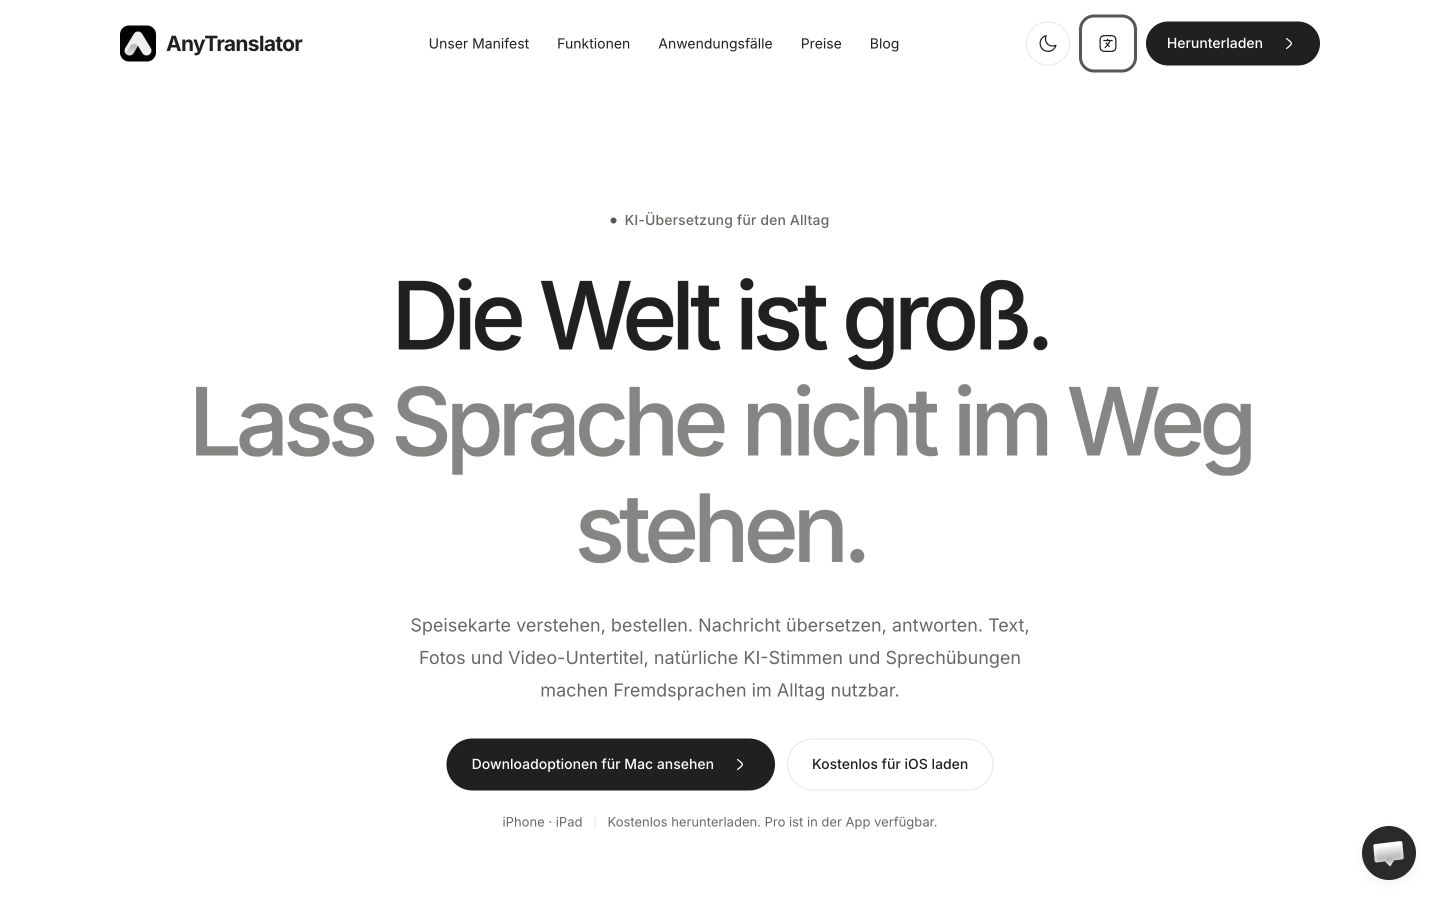 AnyTranslator
Unser Manifest
Funktionen
Anwendungsfälle
Preise
Blog
Herunterladen
KI-Übersetzung für den Alltag
Die Welt ist groß.
Lass Sprache nicht im Weg
stehen.
Speisekarte verstehen, bestellen. Nachricht übersetzen, antworten. Text,
Fotos und Video-Untertitel, natürliche KI-Stimmen und Sprechübungen
machen Fremdsprachen im Alltag nutzbar.
Downloadoptionen für Mac ansehen
Kostenlos für iOS laden
iPhone · iPad
Kostenlos herunterladen. Pro ist in der App verfügbar.